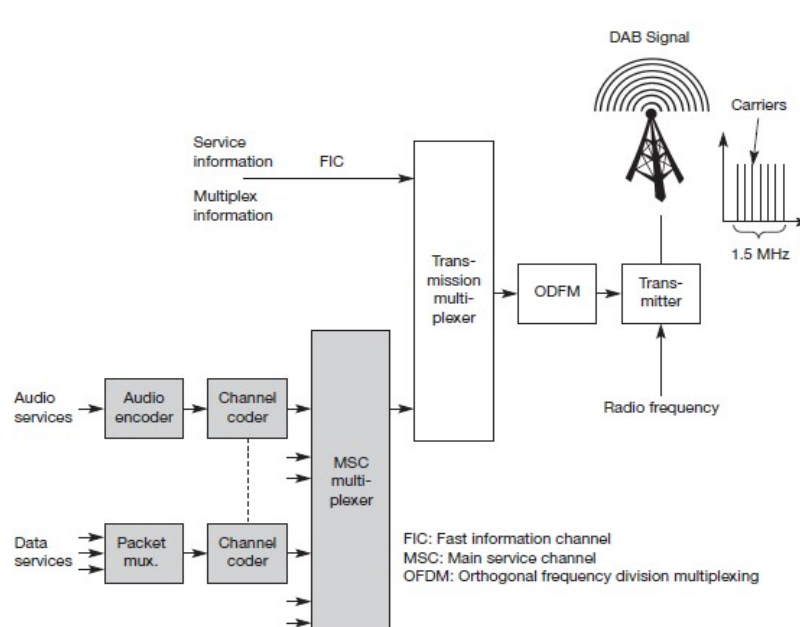 DAB Signal
Carriers
Service
information
FIC
Multiplex
information
1.5 MHz
Trans-
mission
multi-
plexer
ODFM
Trans-
mitter
Radio frequency
Audio
services
Audio
encoder
Channel
coder
MSC
multi-
plexer
Data
services
Packet
mux.
Channel
coder
FIC: Fast information channel
MSC: Main service channel
OFDM: Orthogonal frequency division multiplexing